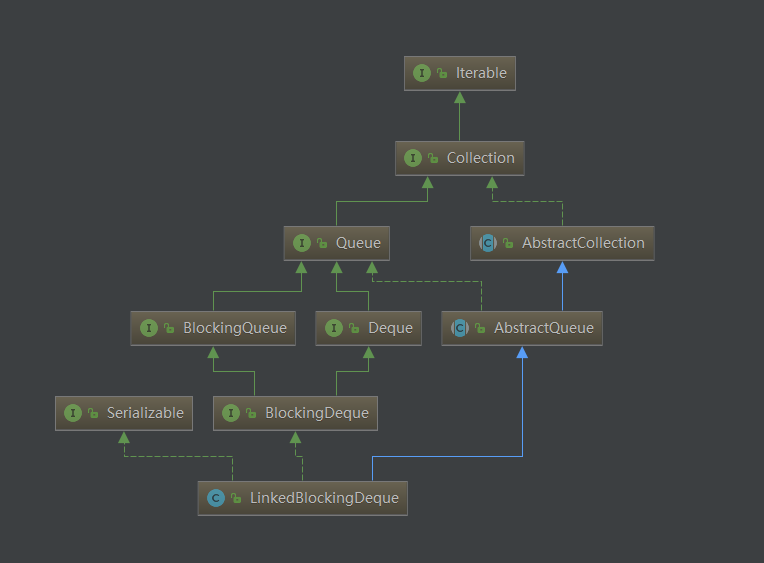 I Iterable
I Collection
I Queue
C AbstractCollection
I BlockingQueue
I Deque
C AbstractQueue
I Serializable
I BlockingDeque
C LinkedBlockingDeque